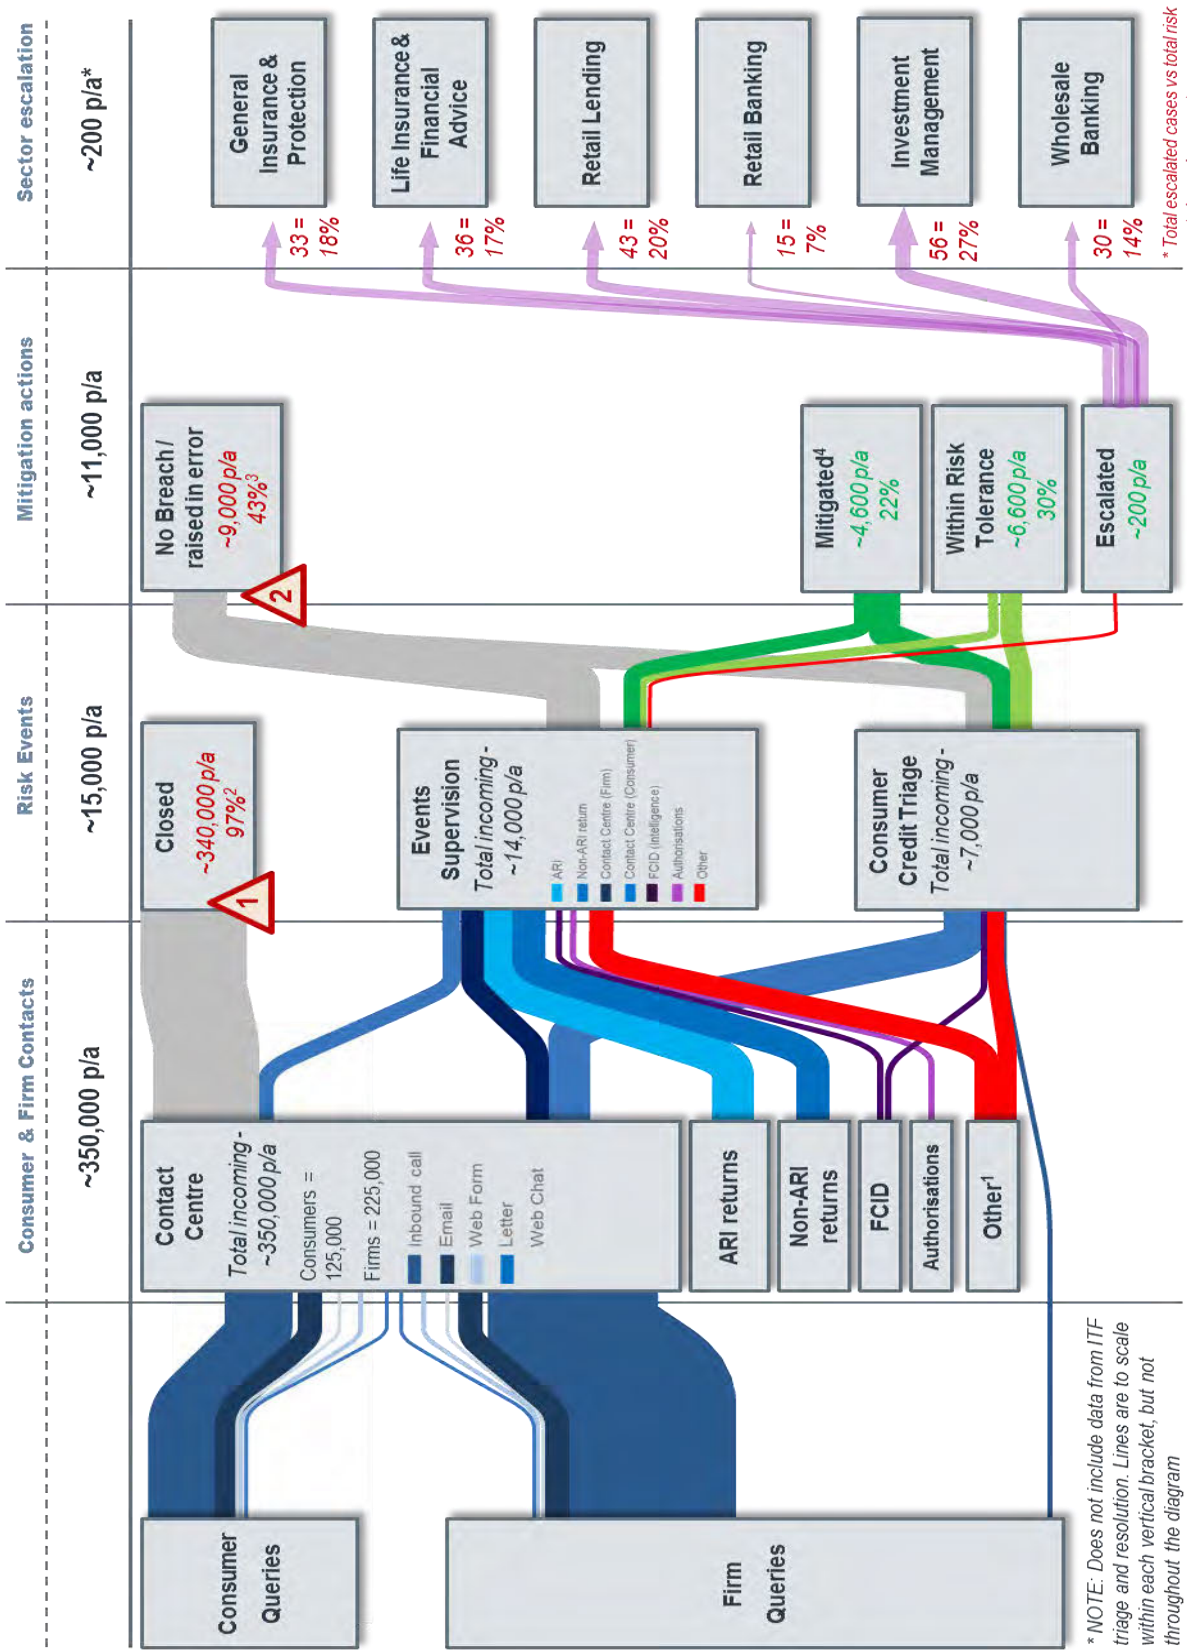 Consumer & Firm Contacts
Risk Events
Mitigation actions
Sector escalation
~350,000 p/a
~15,000 p/a
~11,000 p/a
~200 p/a*
Consumer
Queries
Firm
Queries
Contact
Centre
Total incoming -
~350,000 p/a
Consumers =
125,000
Firms = 225,000
Inbound call
Email
Web Form
Letter
Web Chat
ARI returns
Non-ARI
returns
FCID
Authorisations
Other¹
Closed
~340,000 p/a
97%²
1
Events
Supervision
Total incoming -
~14,000 p/a
ARI
Non-ARI return
Contact Centre (Firm)
Contact Centre (Consumer)
FCID (Intelligence)
Authorisations
Other
Consumer
Credit Triage
Total incoming -
~7,000 p/a
No Breach /
raised in error
~9,000 p/a
43%³
2
Mitigated⁴
~4,600 p/a
22%
Within Risk
Tolerance
~6,600 p/a
30%
Escalated
~200 p/a
33 =
18%
36 =
17%
43 =
20%
15 =
7%
56 =
27%
30 =
14%
General
Insurance &
Protection
Life Insurance &
Financial
Advice
Retail Lending
Retail Banking
Investment
Management
Wholesale
Banking
* NOTE: Does not include data from ITF
triage and resolution. Lines are to scale
within each vertical bracket, but not
throughout the diagram
* Total escalated cases vs total risk